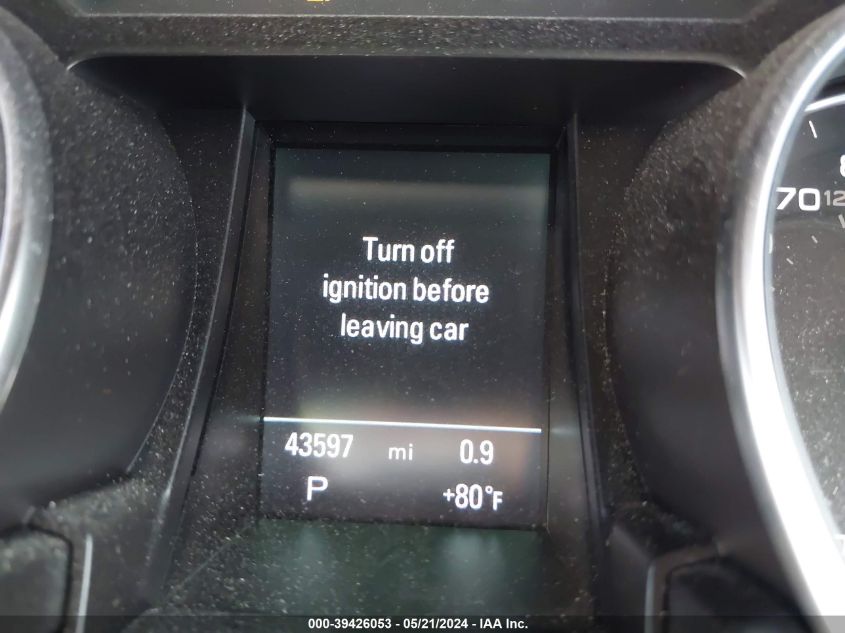 Turn off
ignition before
leaving car
43597 mi 0.9
P +80°F
70
000-39426053 - 05/21/2024 - IAA Inc.